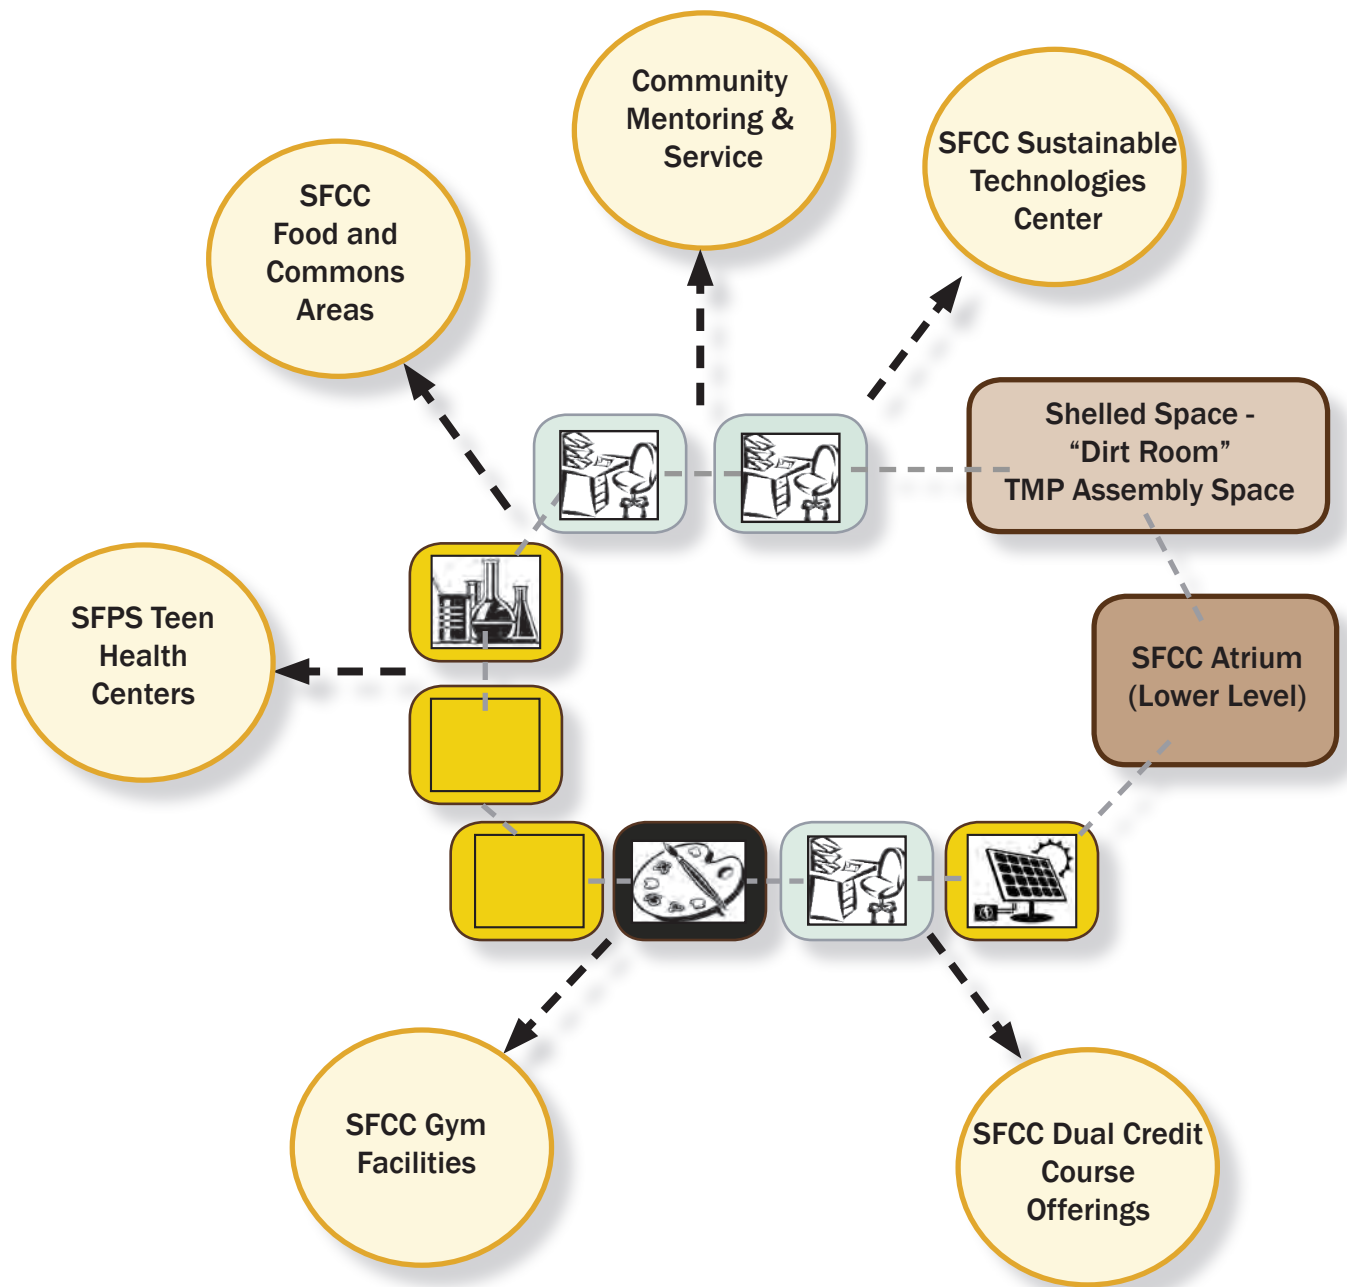 Community
Mentoring &
Service
SFCC Sustainable
Technologies
Center
SFCC
Food and
Commons
Areas
Shelled Space -
“Dirt Room”
TMP Assembly Space
SFPS Teen
Health
Centers
SFCC Atrium
(Lower Level)
SFCC Gym
Facilities
SFCC Dual Credit
Course
Offerings